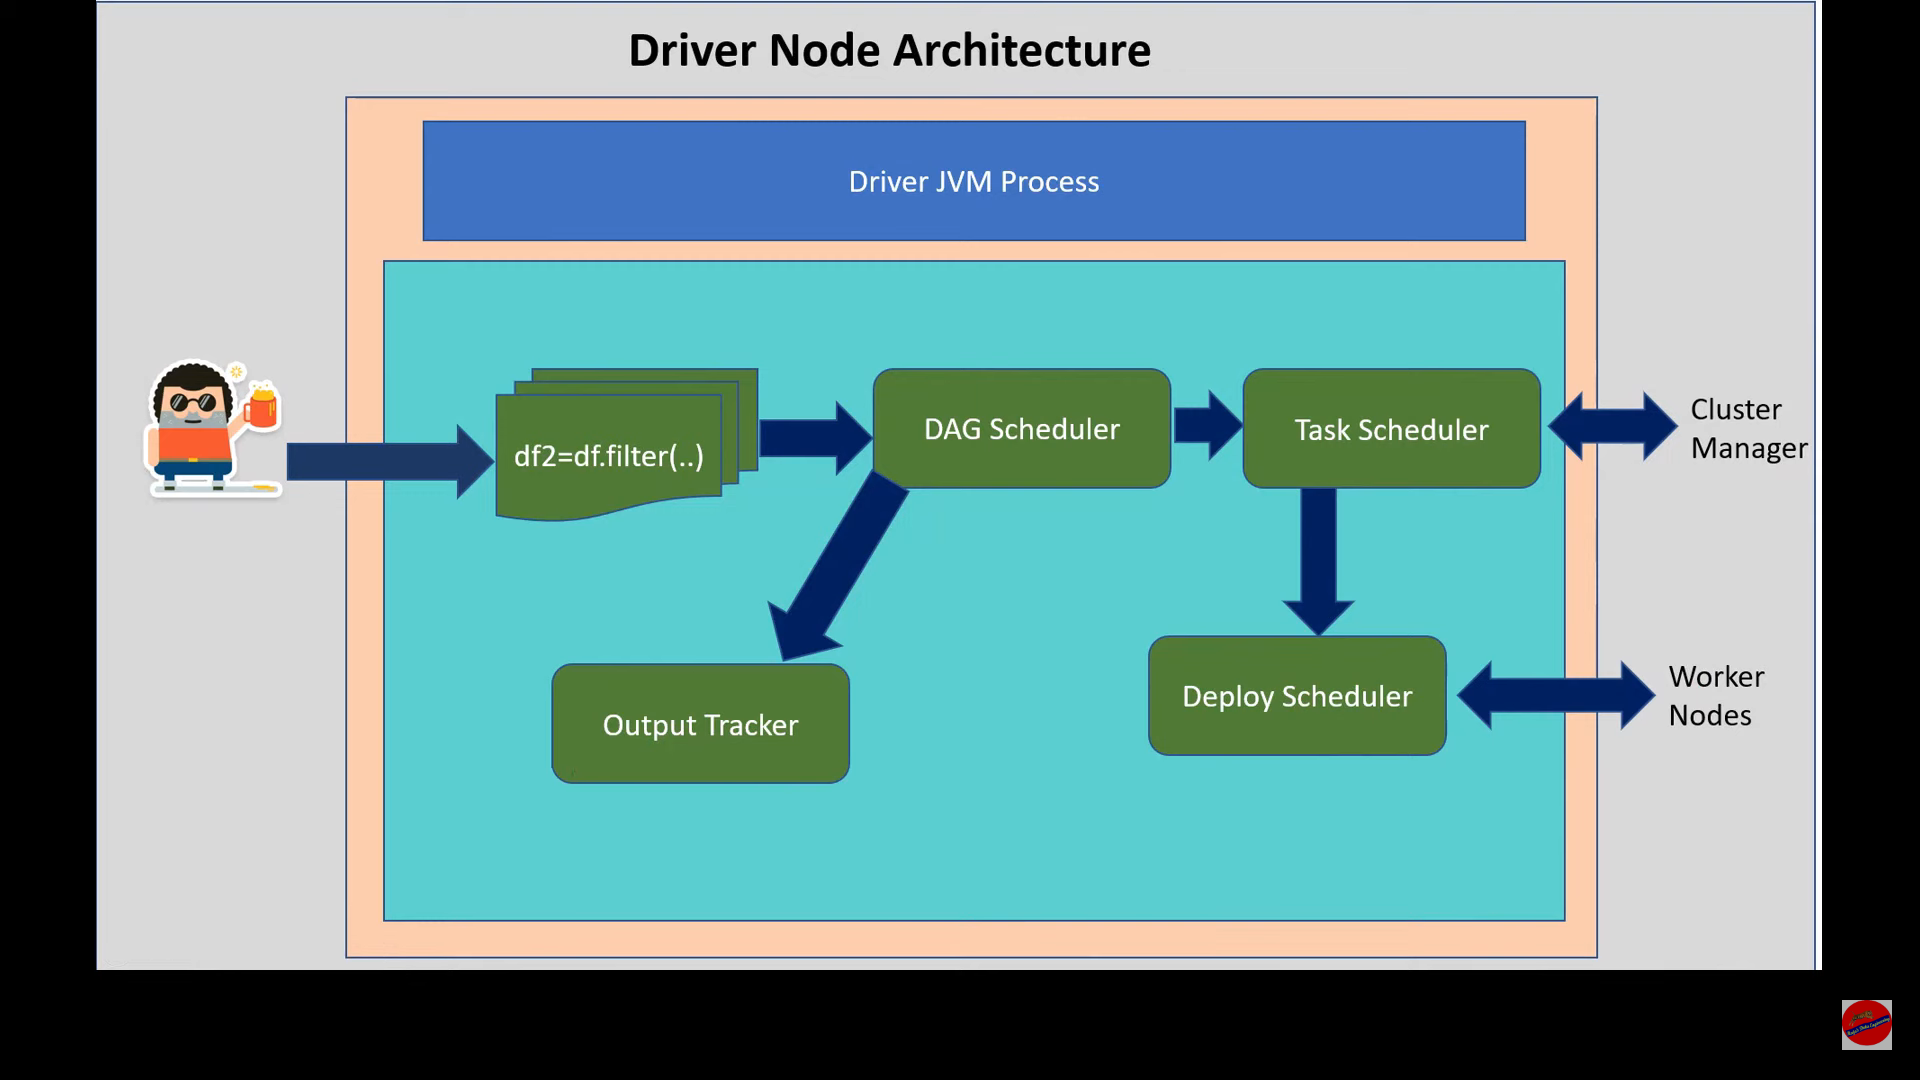 Driver Node Architecture
Driver JVM Process
df2=df.filter(..)
DAG Scheduler
Task Scheduler
Cluster
Manager
Output Tracker
Deploy Scheduler
Worker
Nodes